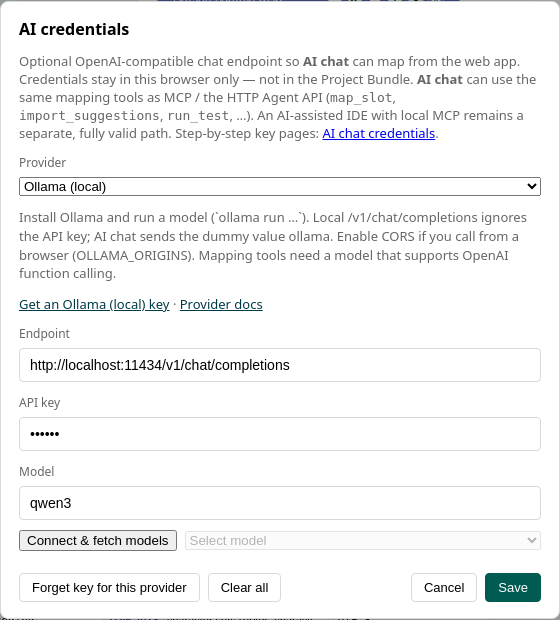 AI credentials
Optional OpenAI-compatible chat endpoint so AI chat can map from the web app.
Credentials stay in this browser only — not in the Project Bundle. AI chat can use the
same mapping tools as MCP / the HTTP Agent API (map_slot,
import_suggestions, run_test, …). An AI-assisted IDE with local MCP remains a
separate, fully valid path. Step-by-step key pages: AI chat credentials.
Provider
Ollama (local)
Install Ollama and run a model (`ollama run ...`). Local /v1/chat/completions ignores
the API key; AI chat sends the dummy value ollama. Enable CORS if you call from a
browser (OLLAMA_ORIGINS). Mapping tools need a model that supports OpenAI
function calling.
Get an Ollama (local) key · Provider docs
Endpoint
http://localhost:11434/v1/chat/completions
API key
••••••
Model
qwen3
Connect & fetch models Select model
Forget key for this provider Clear all Cancel Save